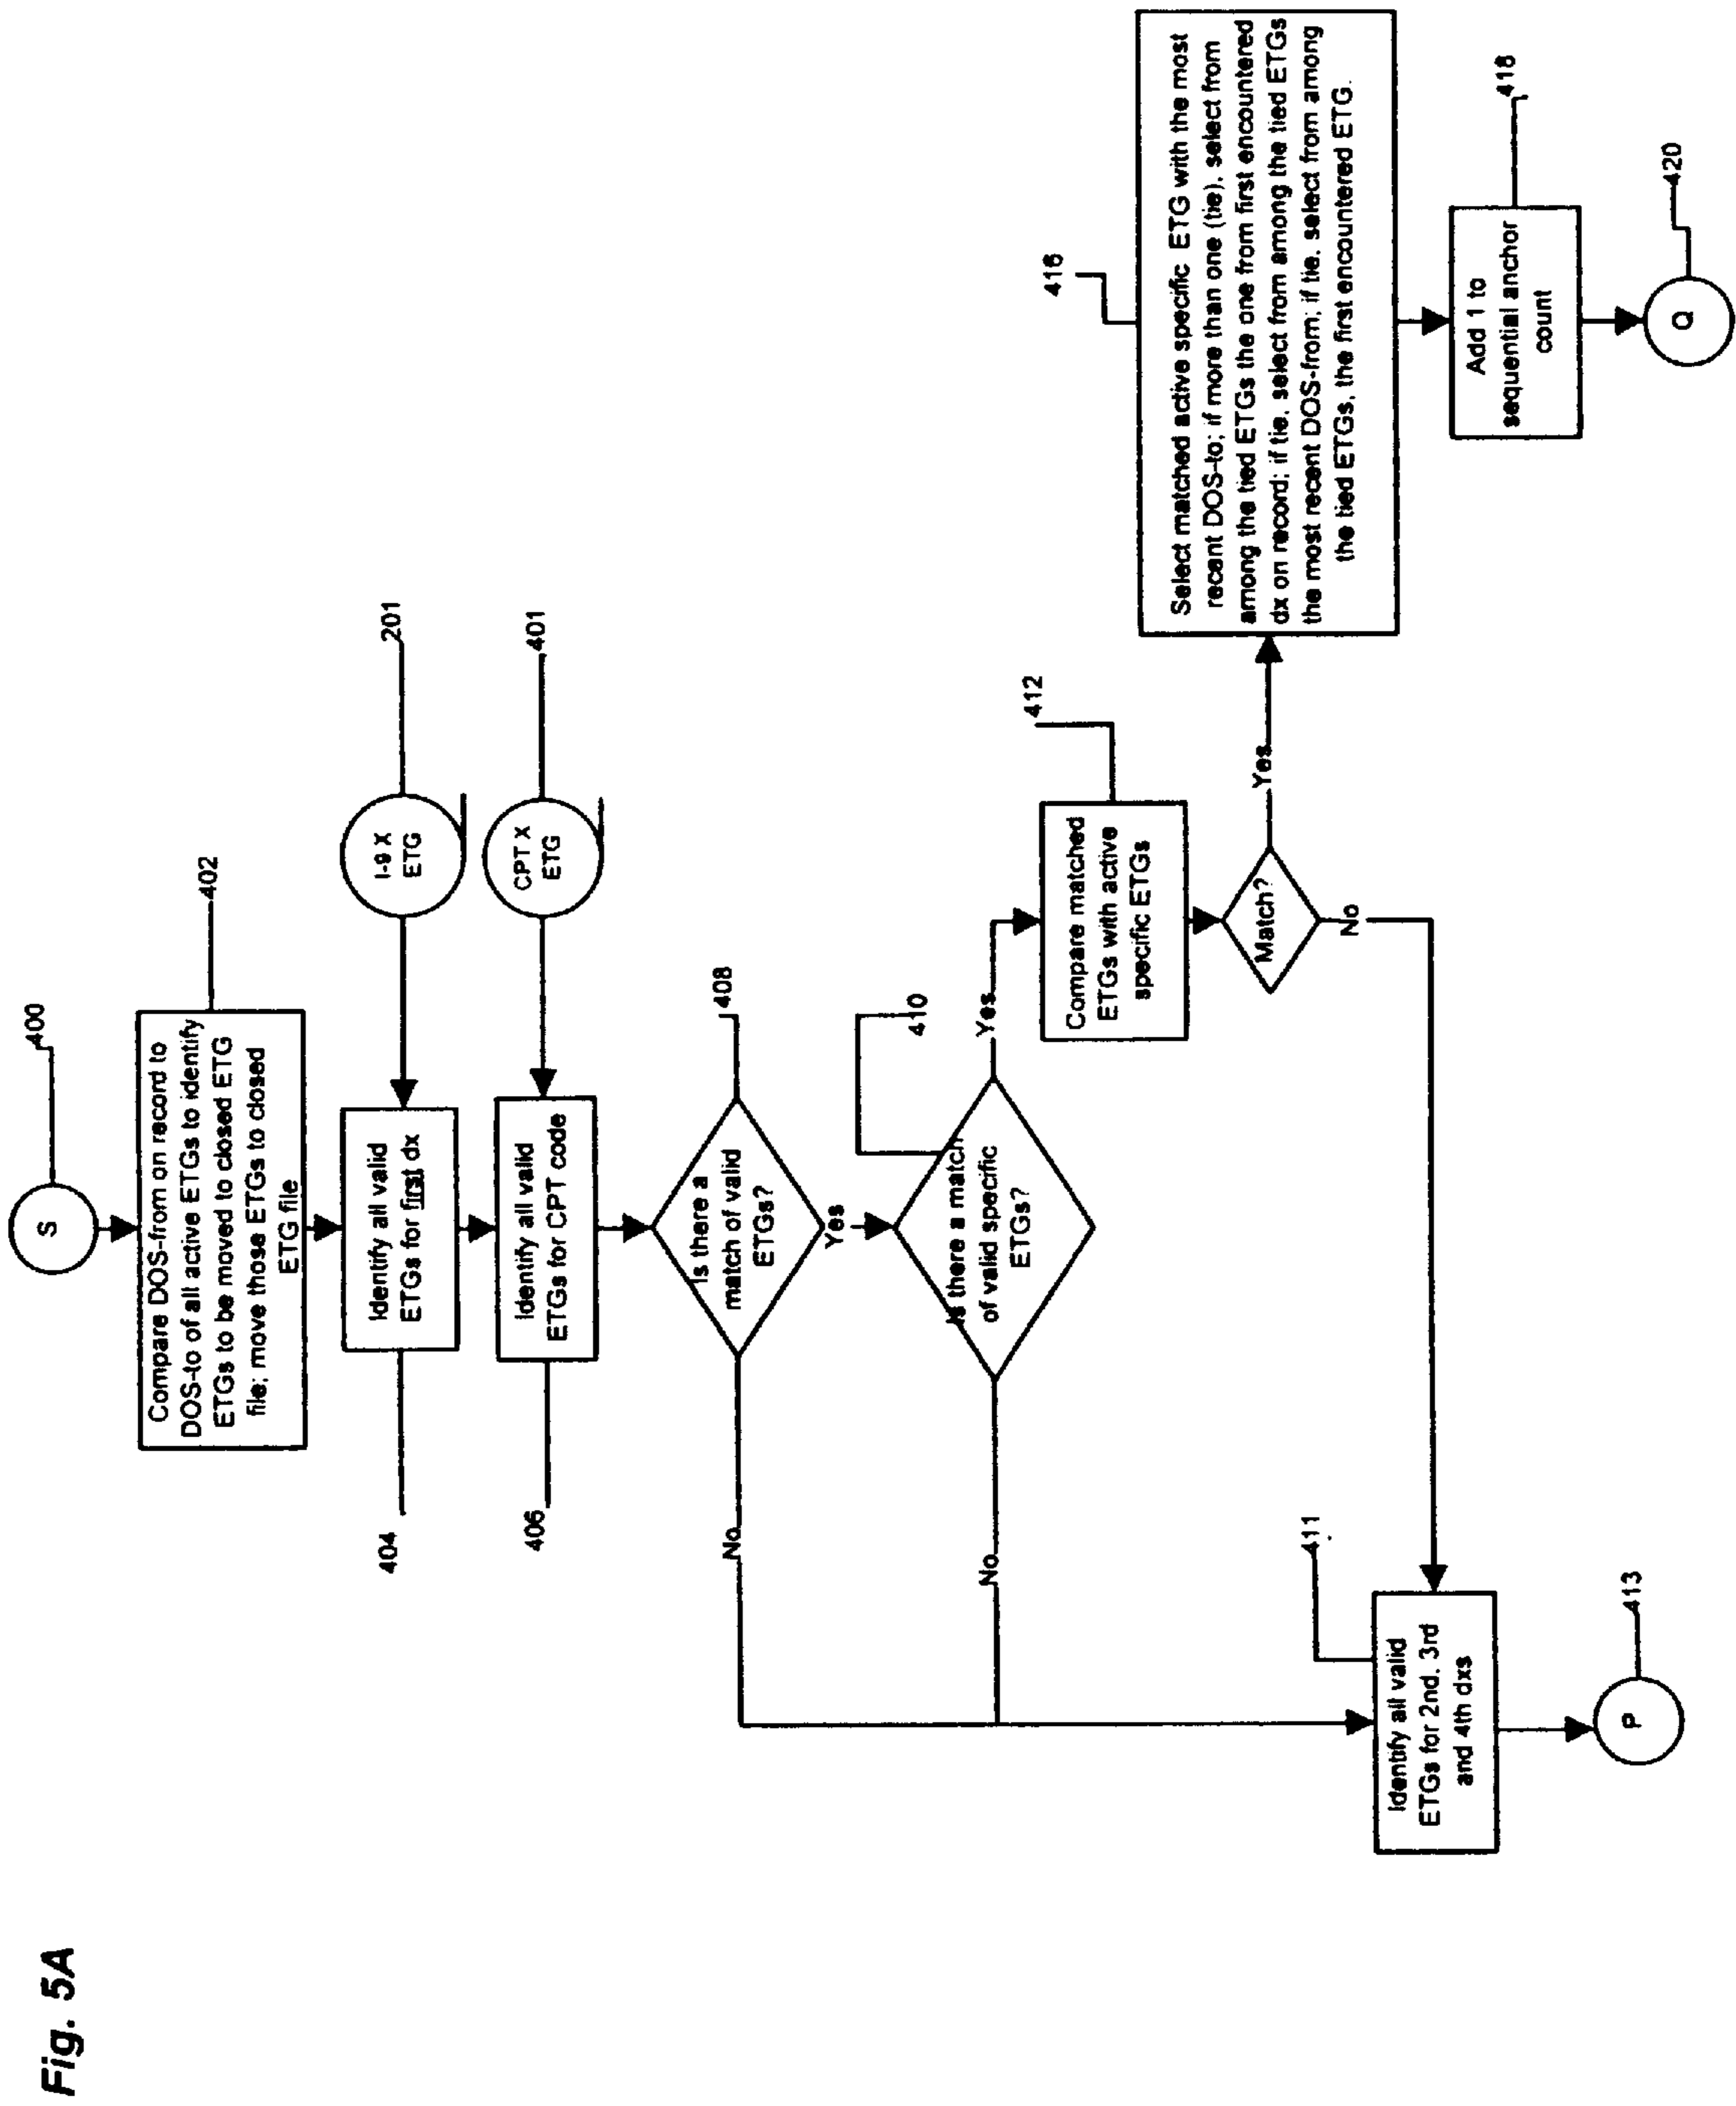 Fig. 5A
S
400
Compare DOS-from on record to
DOS-to of all active ETGs to identify
ETGs to be moved to closed ETG
file; move those ETGs to closed
ETG file
402
Identify all valid
ETGs for first dx
404
I-9 X
ETG
201
Identify all valid
ETGs for CPT code
406
CPT X
ETG
401
Is there a
match of valid
ETGs?
408
No
Yes
Is there a match
of valid specific
ETGs?
410
No
Yes
Compare matched
ETGs with active
specific ETGs
412
Match?
Yes
No
Select matched active specific ETG with the most
recent DOS-to; if more than one (tie), select from
among the tied ETGs the one from first encountered
dx on record; if tie, select from among the tied ETGs
the most recent DOS-from; if tie, select from among
the tied ETGs, the first encountered ETG.
416
Add 1 to
sequential anchor
count
418
Q
420
Identify all valid
ETGs for 2nd, 3rd
and 4th dxs
411
P
413